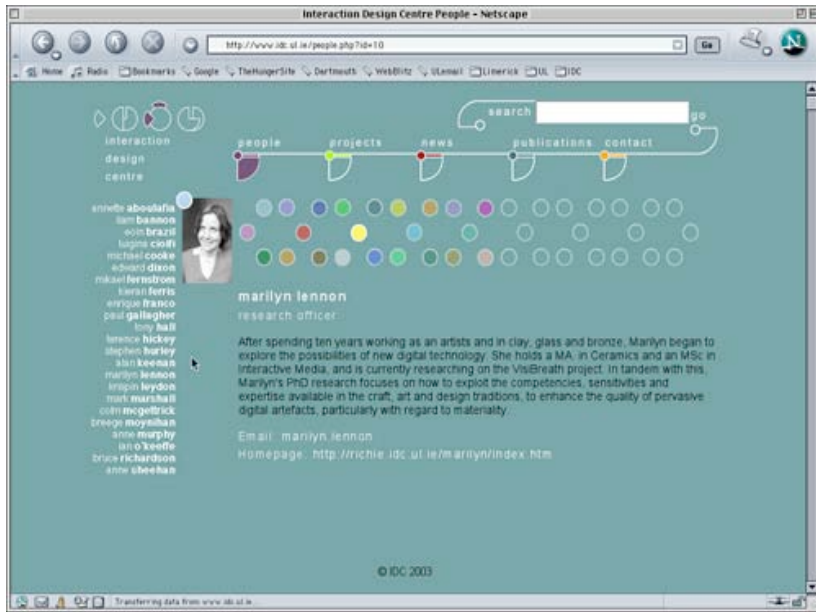 Interaction Design Centre People - Netscape
http://www.idc.ul.ie/people.php?id=10
Go
Home Radio Bookmarks Google TheHungerSite Dartmouth WebBlitz ULemail Limerick UL IDC
search
go
people projects news publications contact
interaction
design
centre
annette aboulafia
liam bannon
eoin brazil
luigina ciolfi
michael cooke
edward dixon
mikael fernstrom
kieran ferris
enrique franco
paul gallagher
tony hall
terence hickey
stephen hurley
alan keenan
marilyn lennon
krispin leydon
mark marshall
colm mcgettrick
breege moynihan
anne murphy
ian o'keeffe
bruce richardson
anne sheehan
marilyn lennon
research officer
After spending ten years working as an artists and in clay, glass and bronze, Marilyn began to
explore the possibilities of new digital technology. She holds a MA. in Ceramics and an MSc in
Interactive Media, and is currently researching on the VisiBreath project. In tandem with this,
Marilyn's PhD research focuses on how to exploit the competencies, sensitivities and
expertise available in the craft, art and design traditions, to enhance the quality of pervasive
digital artefacts, particularly with regard to materiality.
Email: marilyn.lennon
Homepage: http://richie.idc.ul.ie/marilyn/index.htm
© IDC 2003
Transferring data from www.idc.ul.ie...